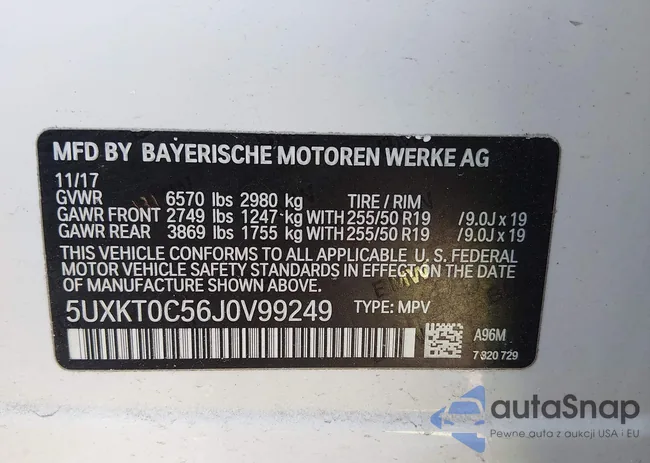 MFD BY BAYERISCHE MOTOREN WERKE AG
11/17
GVWR 6570 lbs 2980 kg TIRE / RIM
GAWR FRONT 2749 lbs 1247 kg WITH 255/50 R19 /9.0J x 19
GAWR REAR 3869 lbs 1755 kg WITH 255/50 R19 /9.0J x 19
THIS VEHICLE CONFORMS TO ALL APPLICABLE U. S. FEDERAL
MOTOR VEHICLE SAFETY STANDARDS IN EFFECT ON THE DATE
OF MANUFACTURE SHOWN ABOVE.
5UXKT0C56J0V99249 TYPE: MPV
A96M
7 320 729
autaSnap
Pewne auta z aukcji USA i EU